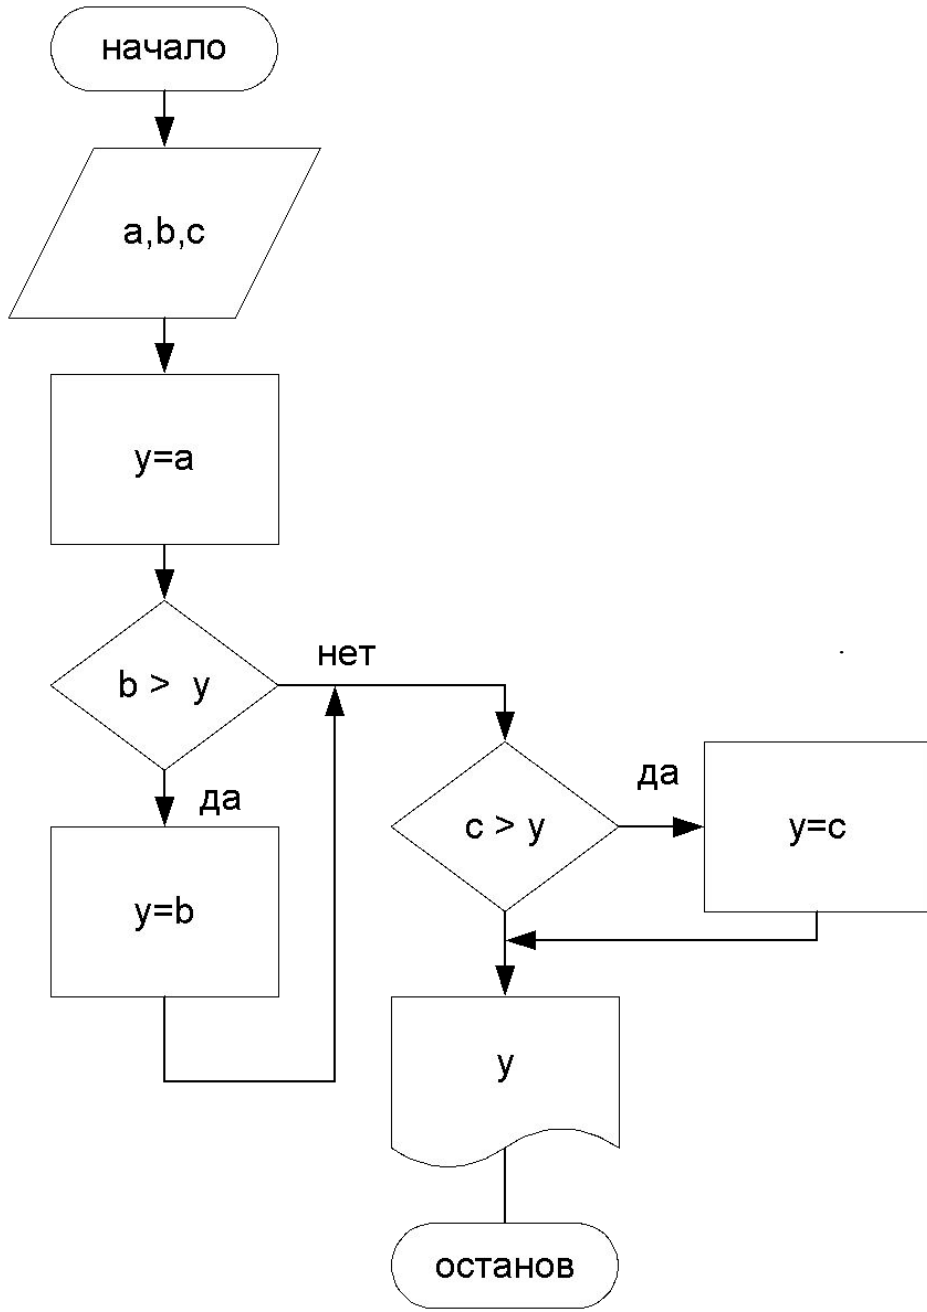 начало
a,b,c
y=a
b > y
нет
да
y=b
c > y
да
y=c
y
останов